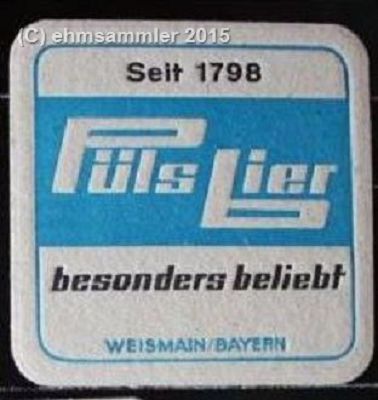 (C) ehmsammler 2015
Seit 1798
Püls Bier
besonders beliebt
WEISMAIN/BAYERN